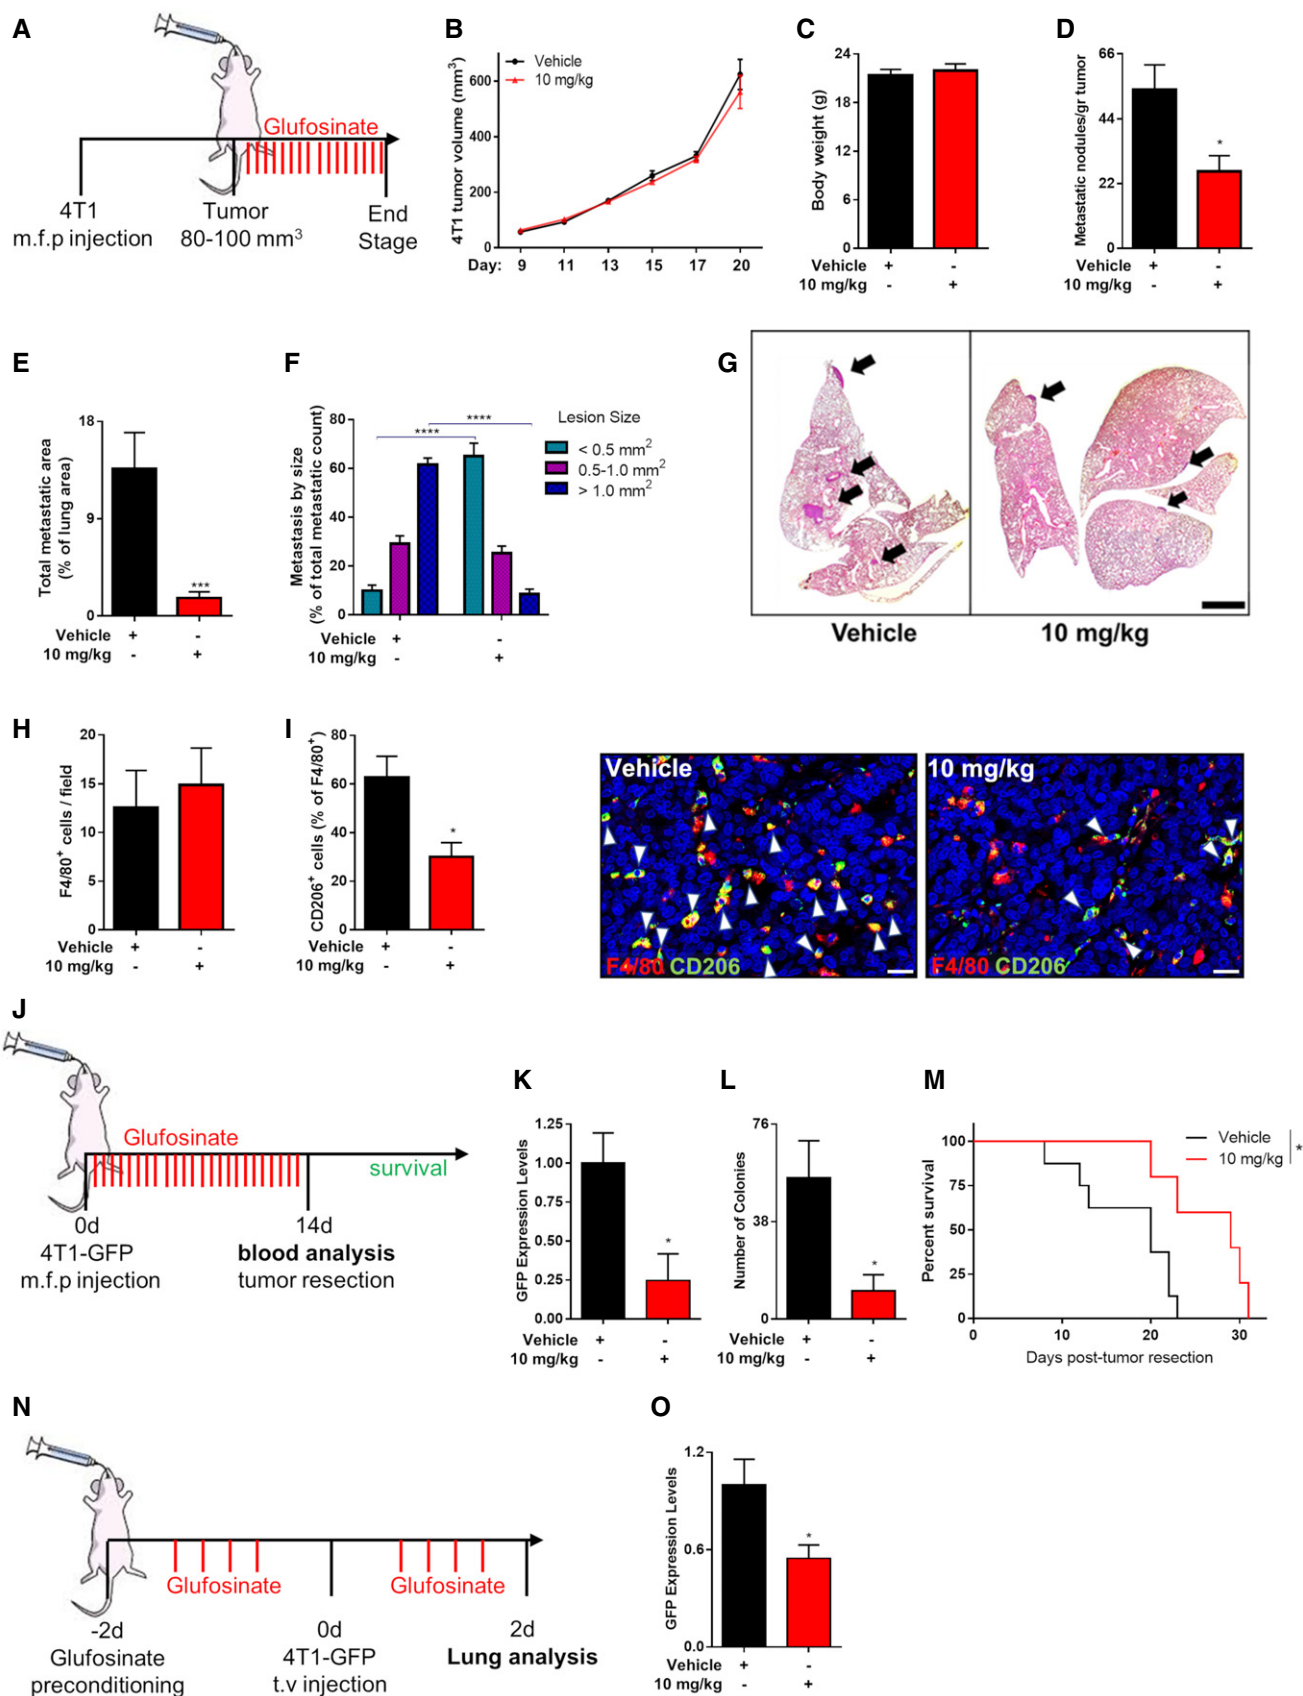 A
Glufosinate
4T1
m.f.p injection
Tumor
80-100 mm3
End
Stage
B
4T1 tumor volume (mm3)
Vehicle
10 mg/kg
600
400
200
0
Day: 9 11 13 15 17 20
C
Body weight (g)
24
18
12
6
0
Vehicle + -
10 mg/kg - +
D
Metastatic nodules/gr tumor
66
44
22
0
*
Vehicle + -
10 mg/kg - +
E
Total metastatic area
(% of lung area)
18
9
0
***
Vehicle + -
10 mg/kg - +
F
Metastasis by size
(% of total metastatic count)
80
60
40
20
0
****
****
Lesion Size
< 0.5 mm2
0.5-1.0 mm2
> 1.0 mm2
Vehicle + -
10 mg/kg - +
G
Vehicle
10 mg/kg
H
F4/80+ cells / field
20
15
10
5
0
Vehicle + -
10 mg/kg - +
I
CD206+ cells (% of F4/80+)
80
60
40
20
0
*
Vehicle + -
10 mg/kg - +
Vehicle
F4/80 CD206
10 mg/kg
F4/80 CD206
J
Glufosinate
survival
0d
4T1-GFP
m.f.p injection
14d
blood analysis
tumor resection
K
GFP Expression Levels
1.25
1.00
0.75
0.50
0.25
0.00
*
Vehicle + -
10 mg/kg - +
L
Number of Colonies
76
38
0
*
Vehicle + -
10 mg/kg - +
M
Percent survival
100
75
50
25
0
Vehicle
10 mg/kg
*
0 10 20 30
Days post-tumor resection
N
Glufosinate
Glufosinate
-2d
Glufosinate
preconditioning
0d
4T1-GFP
t.v injection
2d
Lung analysis
O
GFP Expression Levels
1.2
0.6
0.0
*
Vehicle + -
10 mg/kg - +